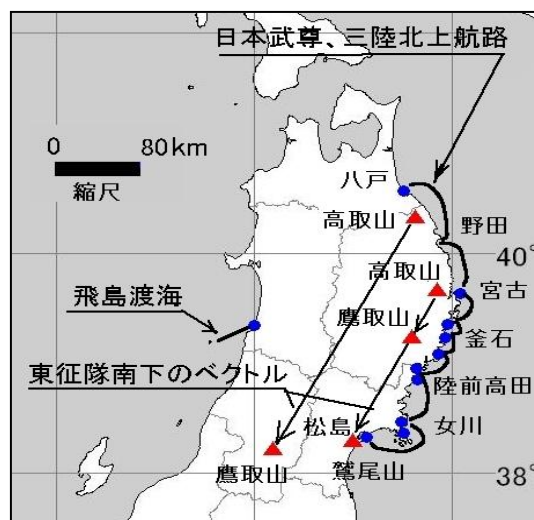 日本武尊、三陸北上航路
0 80km
縮尺
八戸
高取山
野田
40°
高取山
宮古
飛島渡海
鷹取山
釜石
東征隊南下のベクトル
陸前高田
松島
女川
鷹取山
鷲尾山
38°